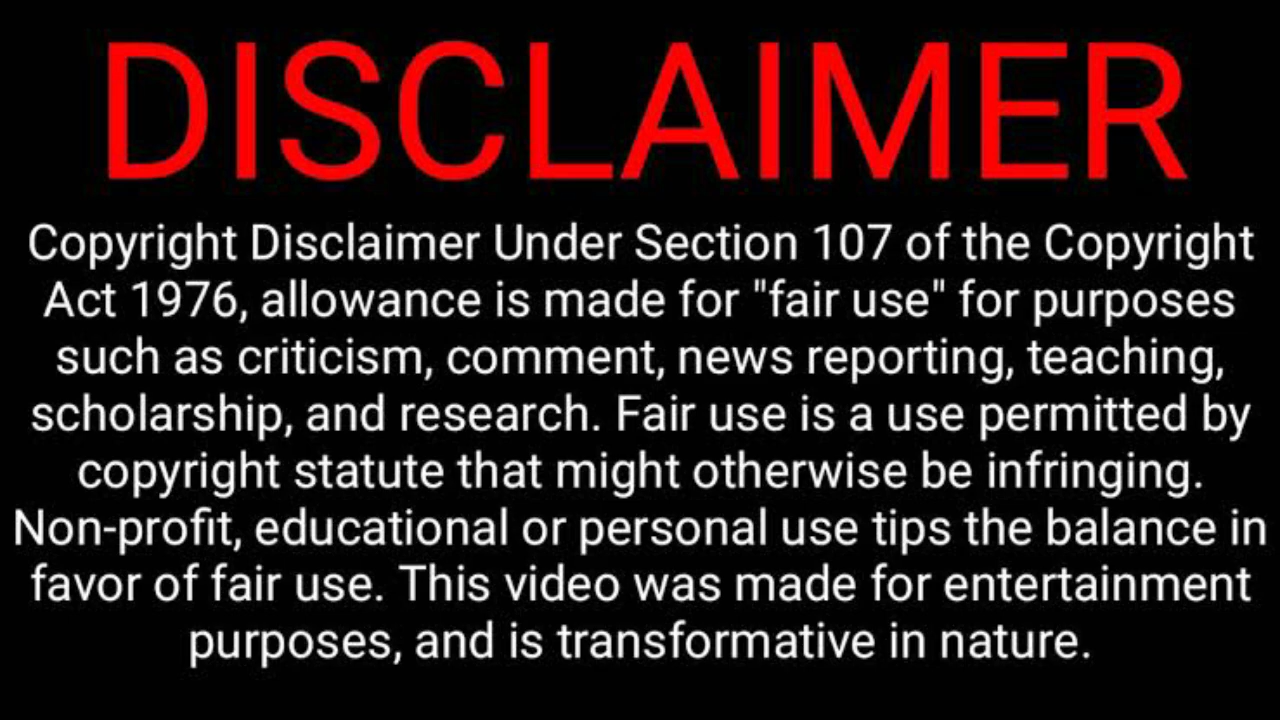 DISCLAIMER
Copyright Disclaimer Under Section 107 of the Copyright
Act 1976, allowance is made for "fair use" for purposes
such as criticism, comment, news reporting, teaching,
scholarship, and research. Fair use is a use permitted by
copyright statute that might otherwise be infringing.
Non-profit, educational or personal use tips the balance in
favor of fair use. This video was made for entertainment
purposes, and is transformative in nature.